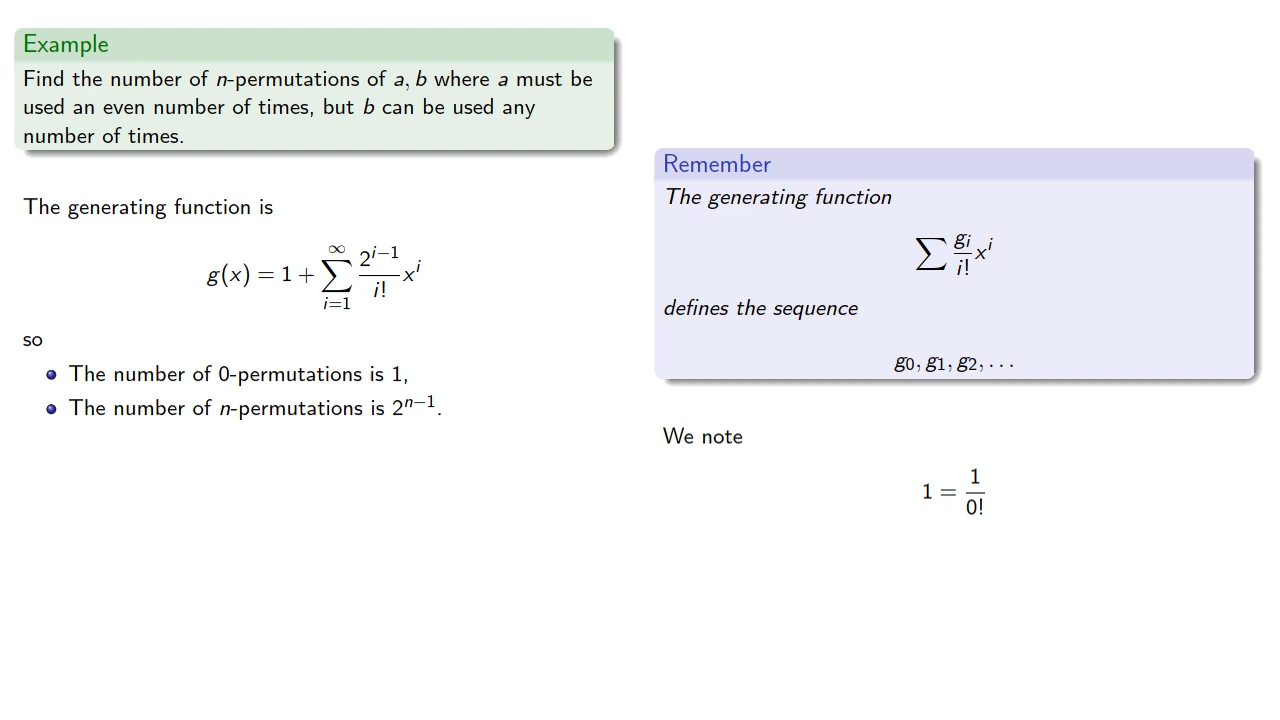 Example
Find the number of n-permutations of a, b where a must be
used an even number of times, but b can be used any
number of times.
The generating function is
g(x) = 1 + ∑_{i=1}^{∞} \frac{2^{i−1}}{i!} x^i
so
The number of 0-permutations is 1,
The number of n-permutations is 2^{n−1}.
Remember
The generating function
∑ \frac{g_i}{i!} x^i
defines the sequence
g_0, g_1, g_2, . . .
We note
1 = \frac{1}{0!}